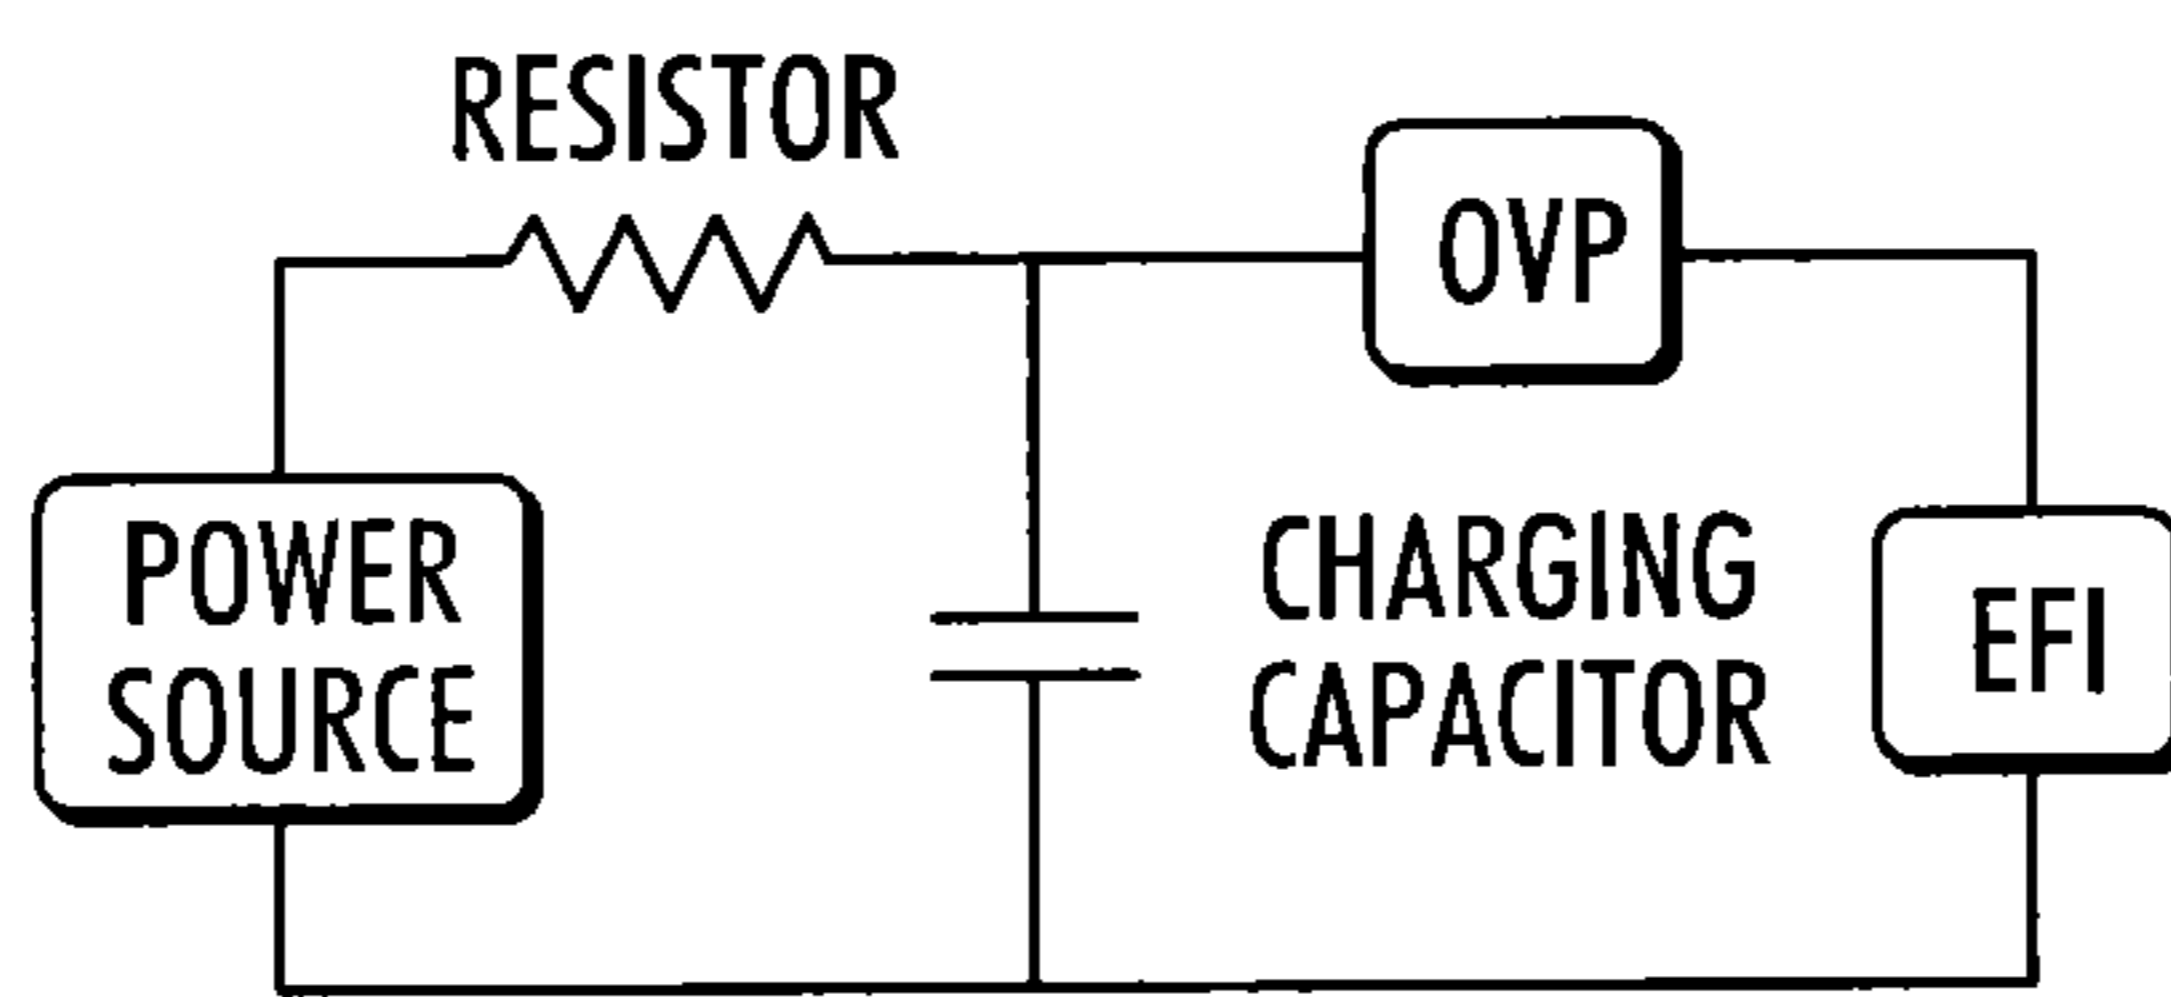 RESISTOR
OVP
POWER
SOURCE
CHARGING
CAPACITOR
EFI